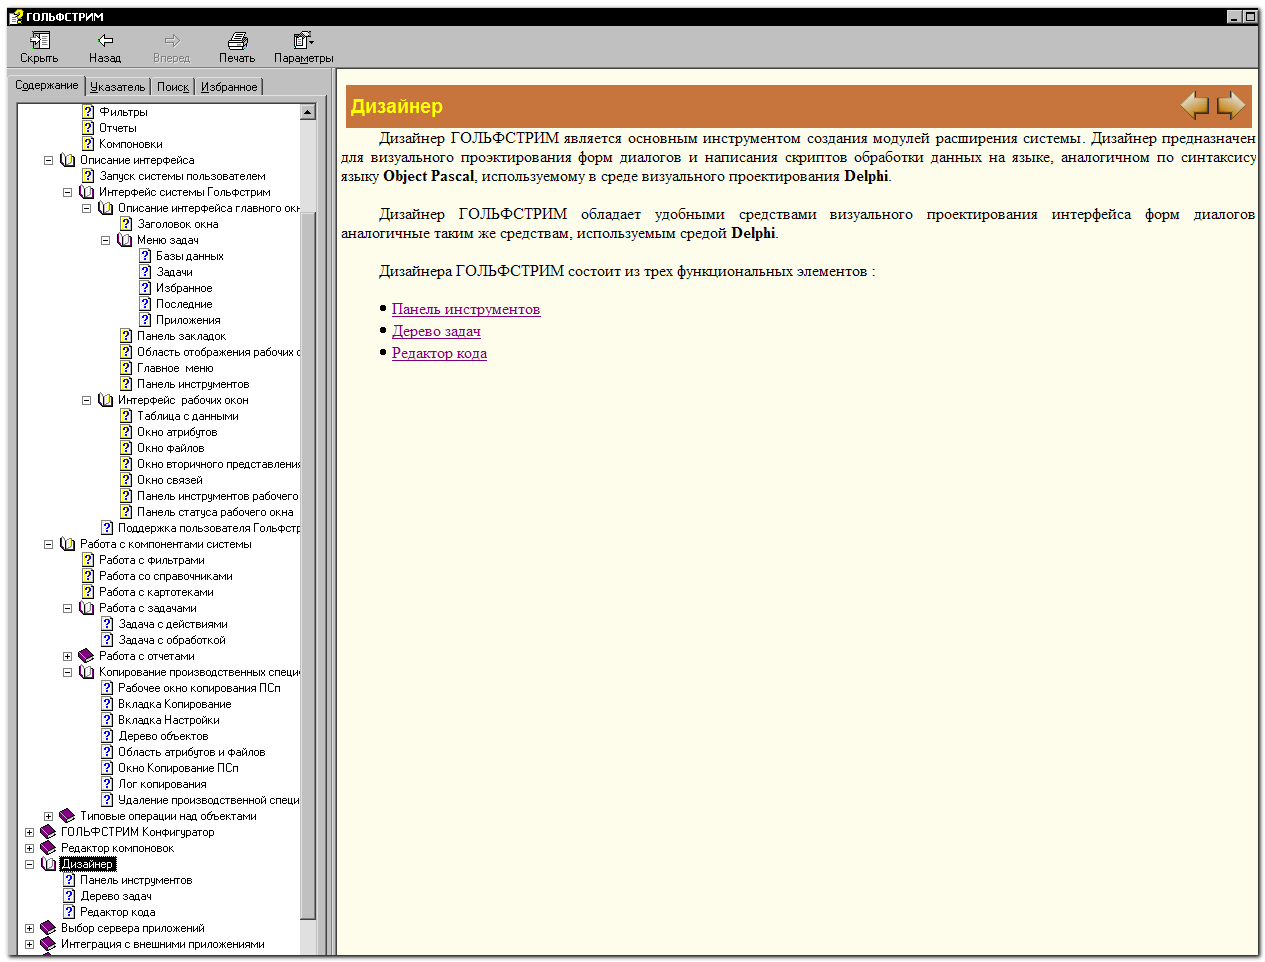 ГОЛЬФСТРИМ
Скрыть Назад Вперед Печать Параметры
Содержание Указатель Поиск Избранное
Фильтры
Отчеты
Компоновки
Описание интерфейса
Запуск системы пользователем
Интерфейс системы Гольфстрим
Описание интерфейса главного окн
Заголовок окна
Меню задач
Базы данных
Задачи
Избранное
Последние
Приложения
Панель закладок
Область отображения рабочих о
Главное меню
Панель инструментов
Интерфейс рабочих окон
Таблица с данными
Окно атрибутов
Окно файлов
Окно вторичного представления
Окно связей
Панель инструментов рабочего
Панель статуса рабочего окна
Поддержка пользователя Гольфстр
Работа с компонентами системы
Работа с фильтрами
Работа со справочниками
Работа с картотеками
Работа с задачами
Задача с действиями
Задача с обработкой
Работа с отчетами
Копирование производственных специ
Рабочее окно копирования ПСп
Вкладка Копирование
Вкладка Настройки
Дерево объектов
Область атрибутов и файлов
Окно Копирование ПСп
Лог копирования
Удаление производственной специ
Типовые операции над объектами
ГОЛЬФСТРИМ Конфигуратор
Редактор компоновок
Дизайнер
Панель инструментов
Дерево задач
Редактор кода
Выбор сервера приложений
Интеграция с внешними приложениями
Дизайнер
Дизайнер ГОЛЬФСТРИМ является основным инструментом создания модулей расширения системы. Дизайнер предназначен
для визуального проэктирования форм диалогов и написания скриптов обработки данных на языке, аналогичном по синтаксису
языку Object Pascal, используемому в среде визуального проектирования Delphi.
Дизайнер ГОЛЬФСТРИМ обладает удобными средствами визуального проектирования интерфейса форм диалогов
аналогичные таким же средствам, используемым средой Delphi.
Дизайнера ГОЛЬФСТРИМ состоит из трех функциональных элементов :
• Панель инструментов
• Дерево задач
• Редактор кода